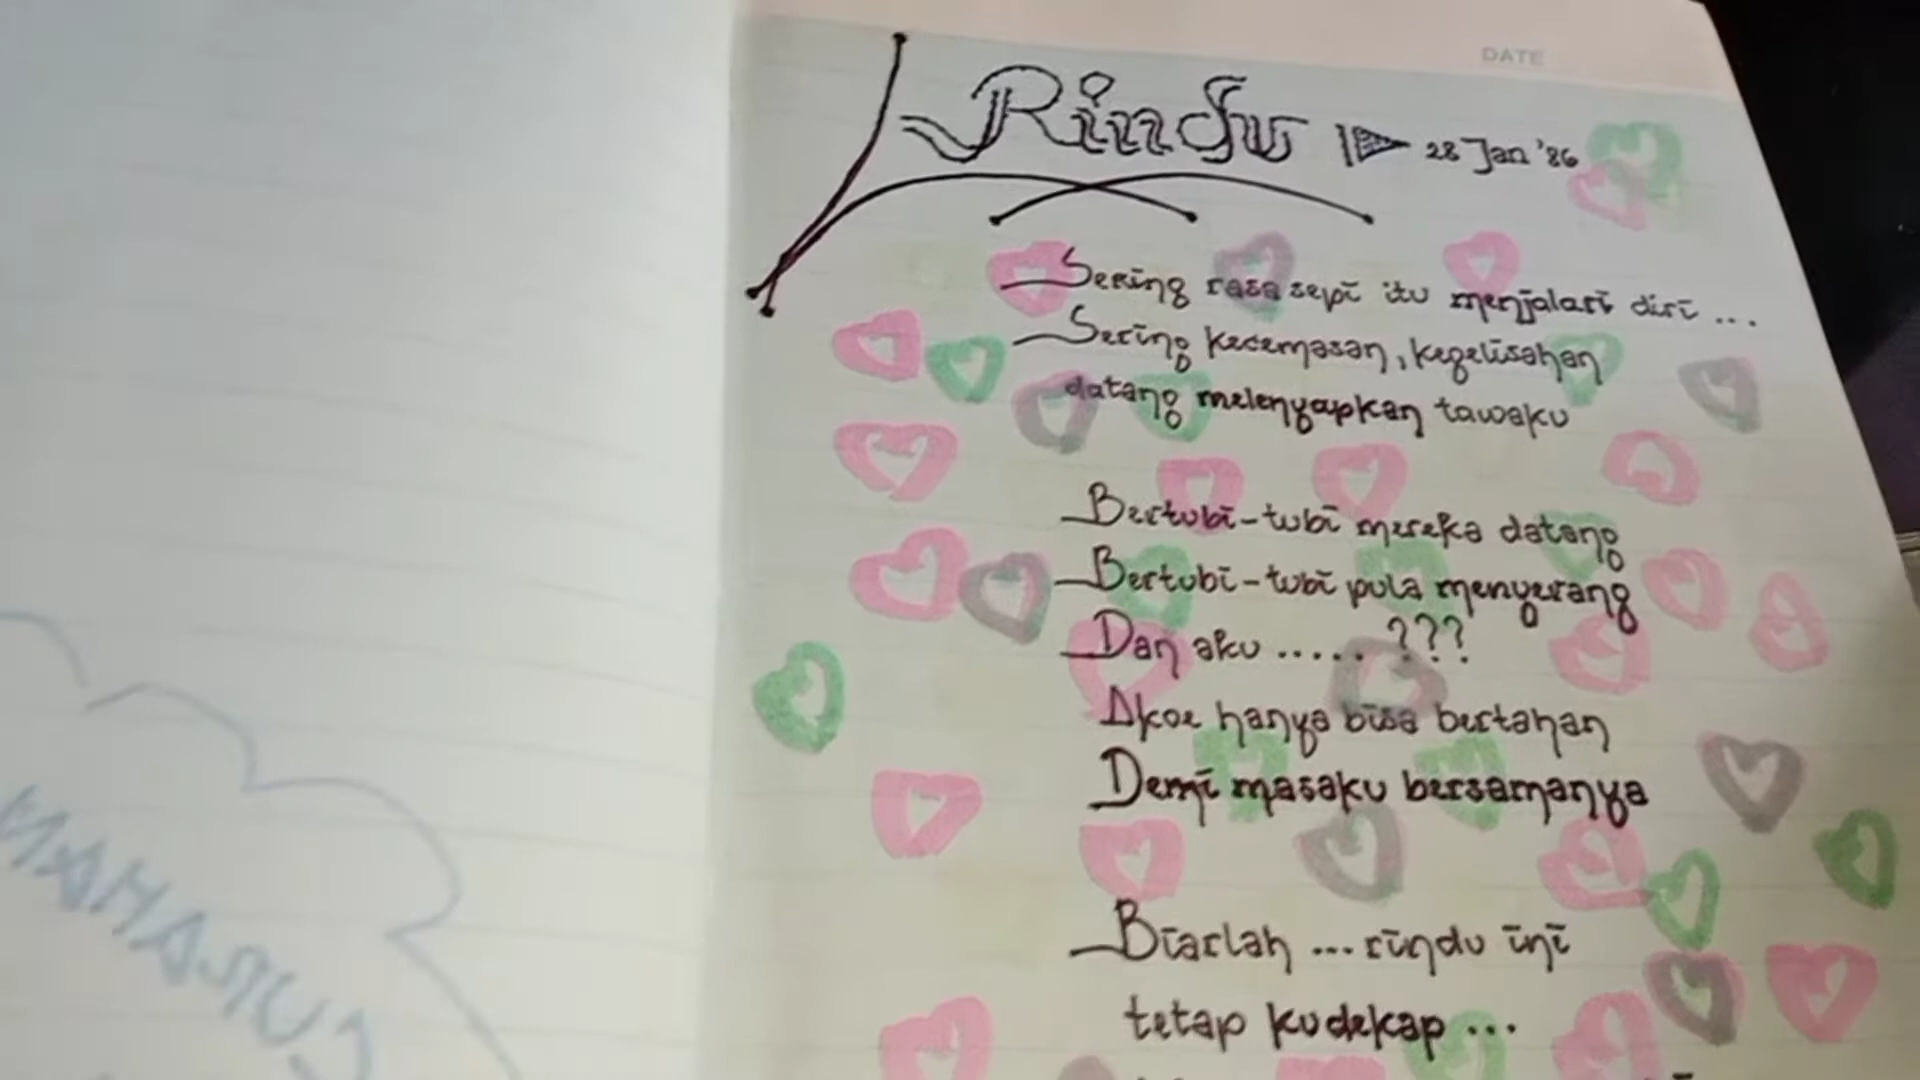 DATE
Rindu 28 Jan '86
Sering rasa sepi itu menjalari diri ...
Sering kecemasan, kegelisahan
datang melenyapkan tawaku
Bertubi-tubi mereka datang
Bertubi-tubi pula menyerang
Dan aku ..... ???
Akoe hanya bisa bertahan
Demi masaku bersamanya
Biarlah ... rindu ini
tetap kudekap ...
CURAHAN